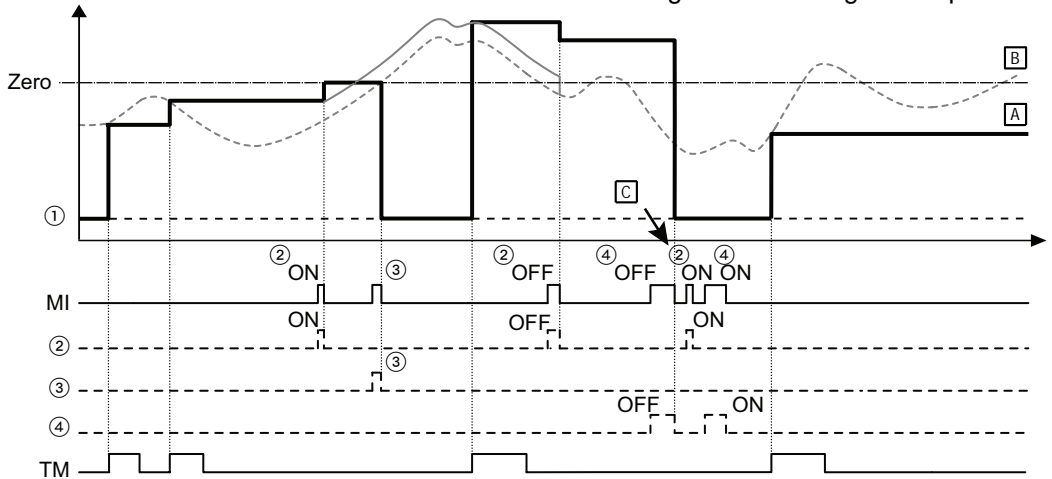 Zero
B
A
C
①
② ON ③ ② OFF ④ OFF ② ON ④ ON
MI
ON OFF ON
②
③
③
OFF ON
④
TM